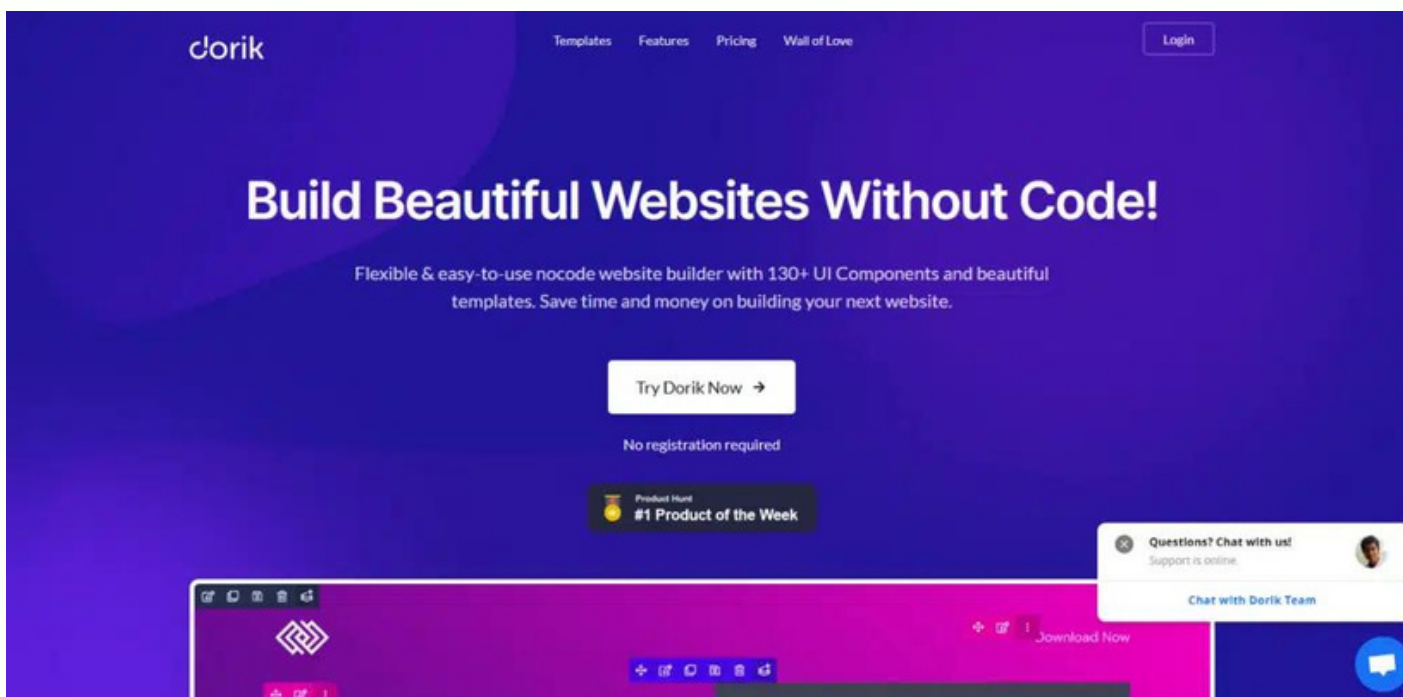 dorik
Templates Features Pricing Wall of Love
Login
Build Beautiful Websites Without Code!
Flexible & easy-to-use nocode website builder with 130+ UI Components and beautiful
templates. Save time and money on building your next website.
Try Dorik Now →
No registration required
Product Hunt
#1 Product of the Week
Questions? Chat with us!
Support is online.
Chat with Dorik Team
Download Now